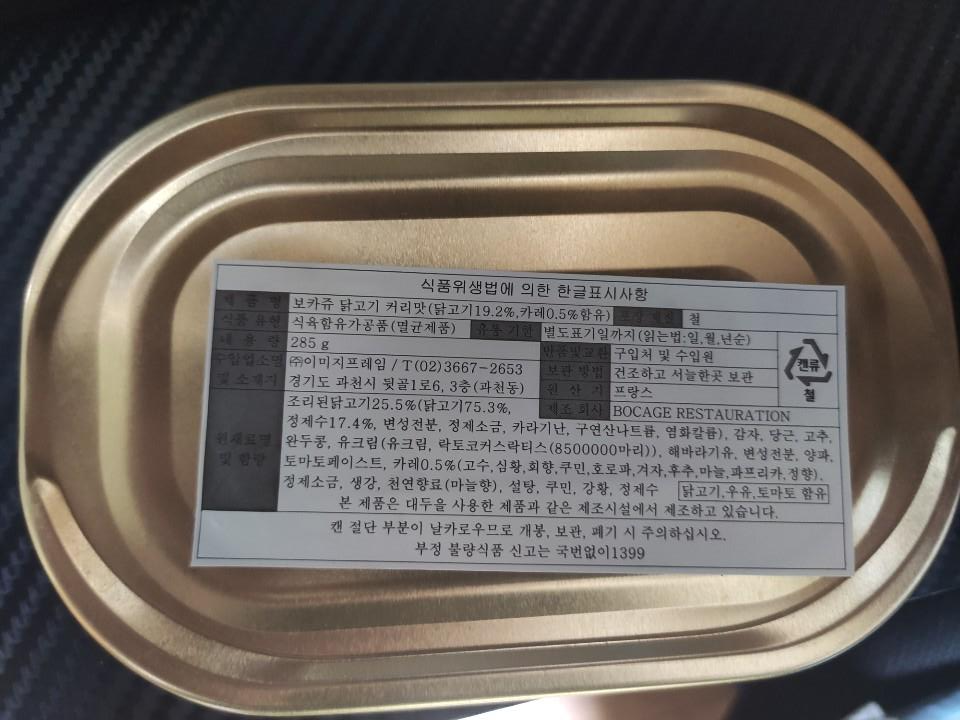 식품위생법에 의한 한글표시사항
제 품 명 보카쥬 닭고기 커리맛(닭고기19.2%,카레0.5%함유) 포장 재질 철
식품 유형 식육함유가공품(멸균제품) 유통 기한 별도표기일까지(읽는법:일,월,년순)
내 용 량 285 g 반품및교환 구입처 및 수입원
수입업소명 및 소재지 ㈜이미지프레임 / T(02)3667-2653 보관 방법 건조하고 서늘한곳 보관
경기도 과천시 뒷골1로6, 3층(과천동) 원 산 지 프랑스
제조 회사 BOCAGE RESTAURATION
캔류
철
원재료명 및 함량 조리된닭고기25.5%(닭고기75.3%,
정제수17.4%, 변성전분, 정제소금, 카라기난, 구연산나트륨, 염화칼륨), 감자, 당근, 고추,
완두콩, 유크림(유크림, 락토코커스락티스(8500000마리)), 해바라기유, 변성전분, 양파,
토마토페이스트, 카레0.5%(고수,심황,회향,쿠민,호로파,겨자,후추,마늘,파프리카,정향),
정제소금, 생강, 천연향료(마늘향), 설탕, 쿠민, 강황, 정제수 닭고기,우유,토마토 함유
본 제품은 대두을 사용한 제품과 같은 제조시설에서 제조하고 있습니다.
캔 절단 부분이 날카로우므로 개봉, 보관, 폐기 시 주의하십시오.
부정 불량식품 신고는 국번없이1399